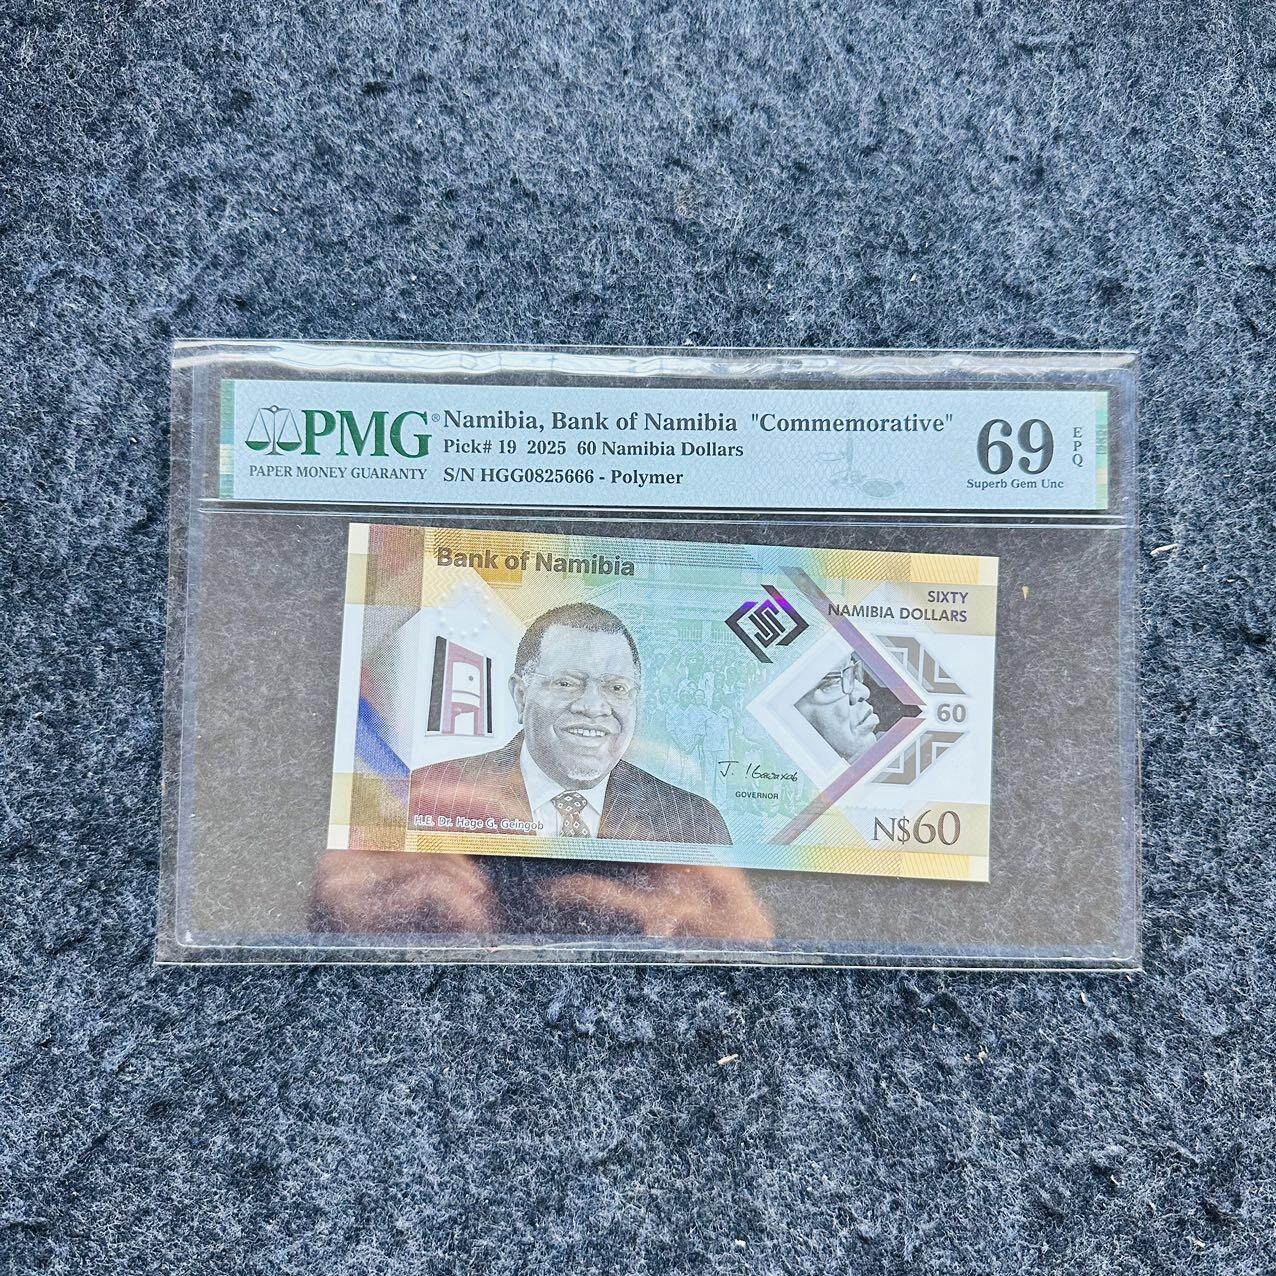 PMG®
PAPER MONEY GUARANTY
Namibia, Bank of Namibia "Commemorative"
Pick# 19 2025 60 Namibia Dollars
S/N HGG0825666 - Polymer
69
Superb Gem Unc
EPQ
Bank of Namibia
SIXTY
NAMIBIA DOLLARS
60
GOVERNOR
H.E. Dr. Hage G. Geingob
N$60